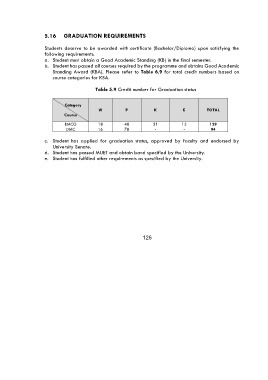 5.16 GRADUATION REQUIREMENTS
Students deserve to be awarded with certificate (Bachelor/Diploma) upon satisfying the
following requirements.
a. Student must obtain a Good Academic Standing (KB) in the final semester.
b. Student has passed all courses required by the programme and obtains Good Academic
Standing Award (KBA). Please refer to Table 5.9 for total credit numbers based on
course categories for KBA.
Table 5.9 Credit number for Graduation status
Category
Course
W P K E TOTAL
BMCG 18 48 51 12 129
DMC 16 78 - - 94
c. Student has applied for graduation status, approved by Faculty and endorsed by
University Senate.
d. Student has passed MUET and obtain band specified by the University.
e. Student has fulfilled other requirements as specified by the University.
125